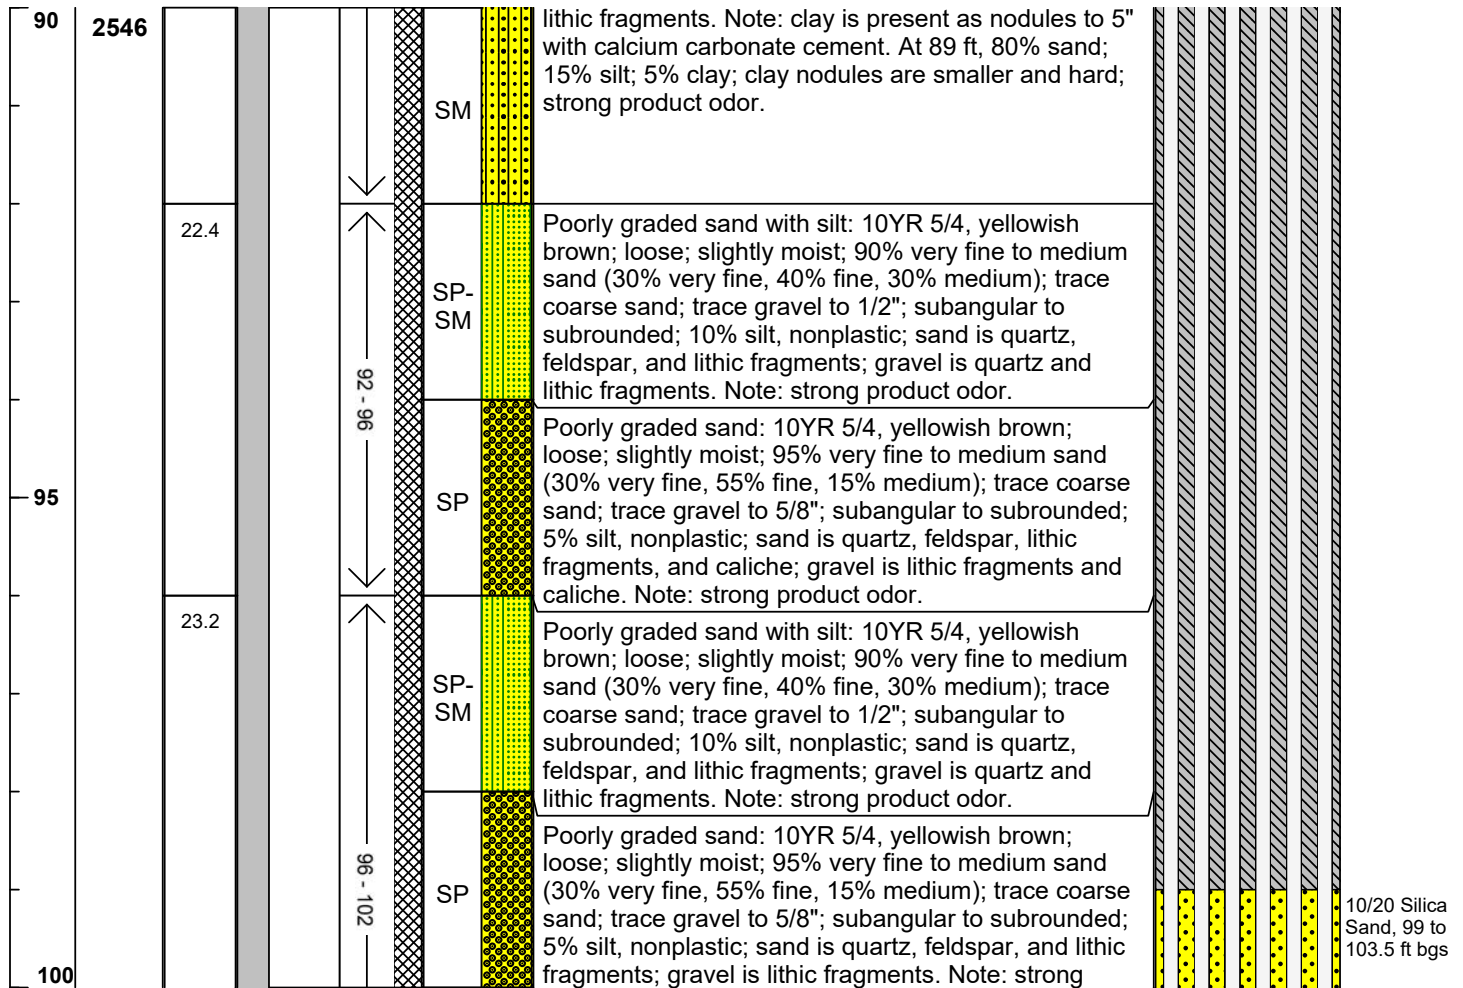 90
2546
SM
lithic fragments. Note: clay is present as nodules to 5"
with calcium carbonate cement. At 89 ft, 80% sand;
15% silt; 5% clay; clay nodules are smaller and hard;
strong product odor.
22.4
92 - 96
SP-
SM
Poorly graded sand with silt: 10YR 5/4, yellowish
brown; loose; slightly moist; 90% very fine to medium
sand (30% very fine, 40% fine, 30% medium); trace
coarse sand; trace gravel to 1/2"; subangular to
subrounded; 10% silt, nonplastic; sand is quartz,
feldspar, and lithic fragments; gravel is quartz and
lithic fragments. Note: strong product odor.
95
SP
Poorly graded sand: 10YR 5/4, yellowish brown;
loose; slightly moist; 95% very fine to medium sand
(30% very fine, 55% fine, 15% medium); trace coarse
sand; trace gravel to 5/8"; subangular to subrounded;
5% silt, nonplastic; sand is quartz, feldspar, lithic
fragments, and caliche; gravel is lithic fragments and
caliche. Note: strong product odor.
23.2
96 - 102
SP-
SM
Poorly graded sand with silt: 10YR 5/4, yellowish
brown; loose; slightly moist; 90% very fine to medium
sand (30% very fine, 40% fine, 30% medium); trace
coarse sand; trace gravel to 1/2"; subangular to
subrounded; 10% silt, nonplastic; sand is quartz,
feldspar, and lithic fragments; gravel is quartz and
lithic fragments. Note: strong product odor.
SP
Poorly graded sand: 10YR 5/4, yellowish brown;
loose; slightly moist; 95% very fine to medium sand
(30% very fine, 55% fine, 15% medium); trace coarse
sand; trace gravel to 5/8"; subangular to subrounded;
5% silt, nonplastic; sand is quartz, feldspar, and lithic
fragments; gravel is lithic fragments. Note: strong
10/20 Silica
Sand, 99 to
103.5 ft bgs
100